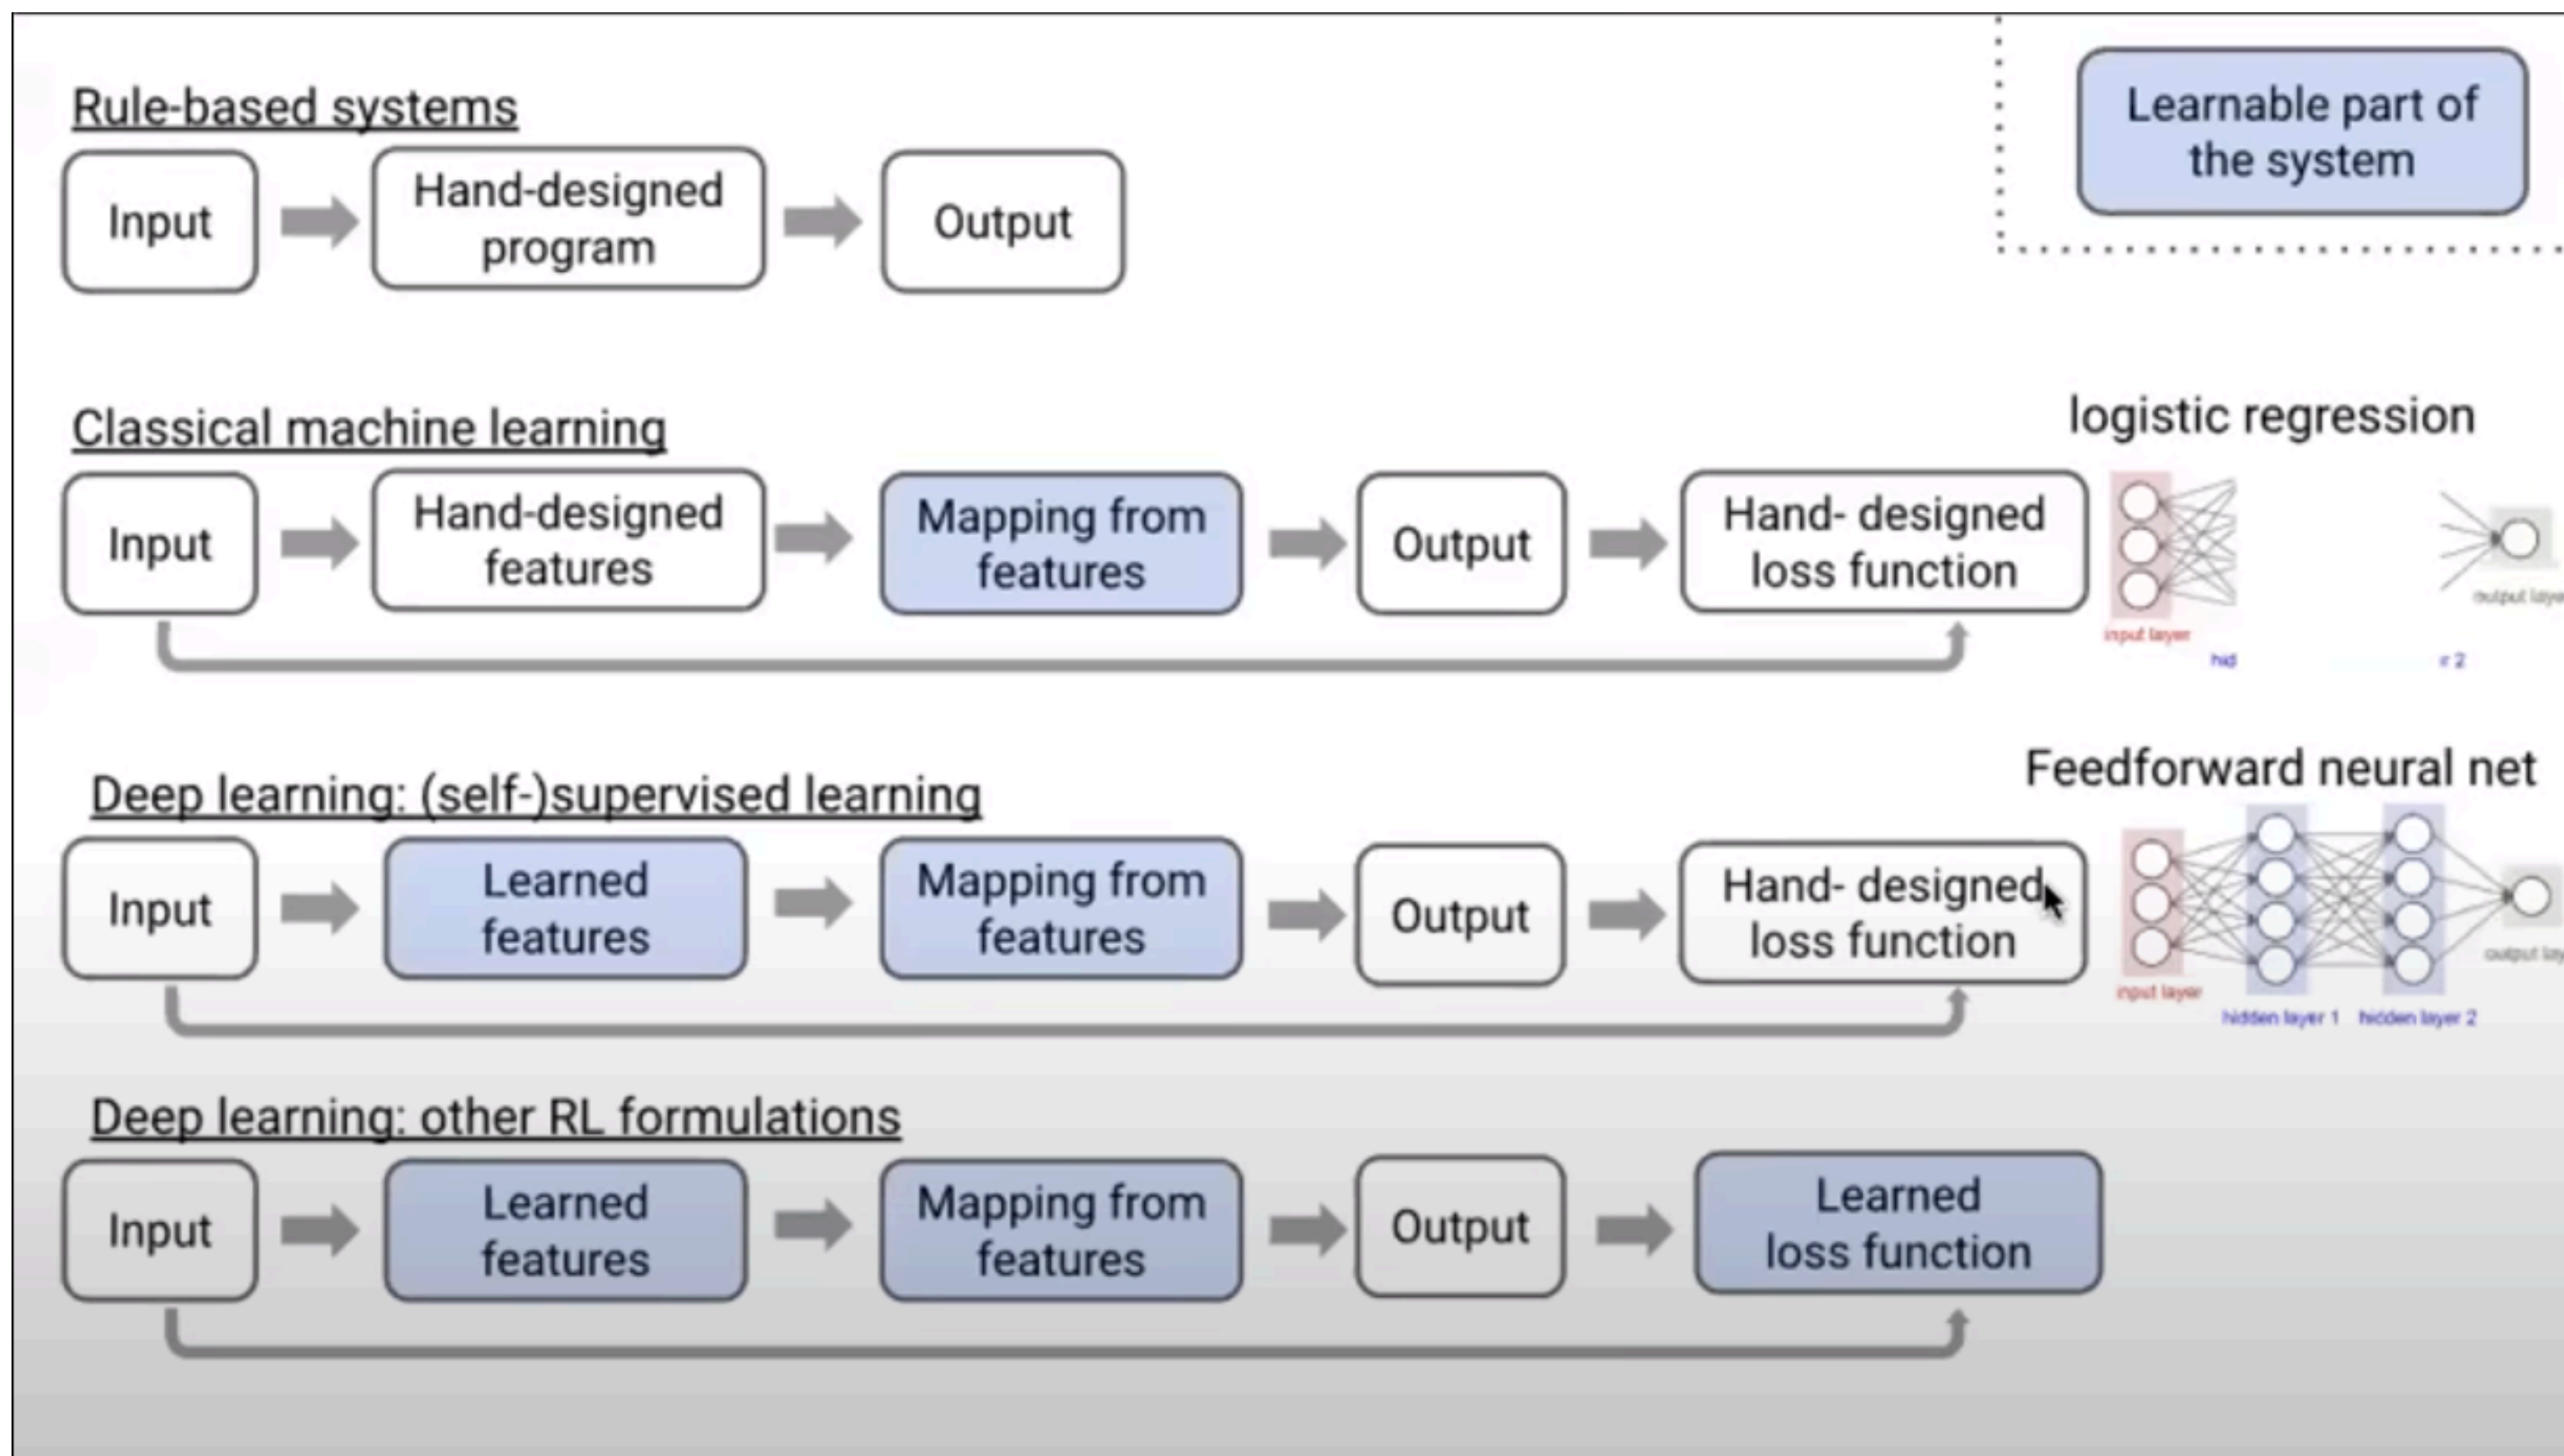 Learnable part of
the system
Rule-based systems
Input
Hand-designed
program
Output
Classical machine learning
Input
Hand-designed
features
Mapping from
features
Output
Hand- designed
loss function
logistic regression
input layer
hid
r 2
Deep learning: (self-)supervised learning
Input
Learned
features
Mapping from
features
Output
Hand- designed
loss function
Feedforward neural net
input layer
hidden layer 1
hidden layer 2
Deep learning: other RL formulations
Input
Learned
features
Mapping from
features
Output
Learned
loss function